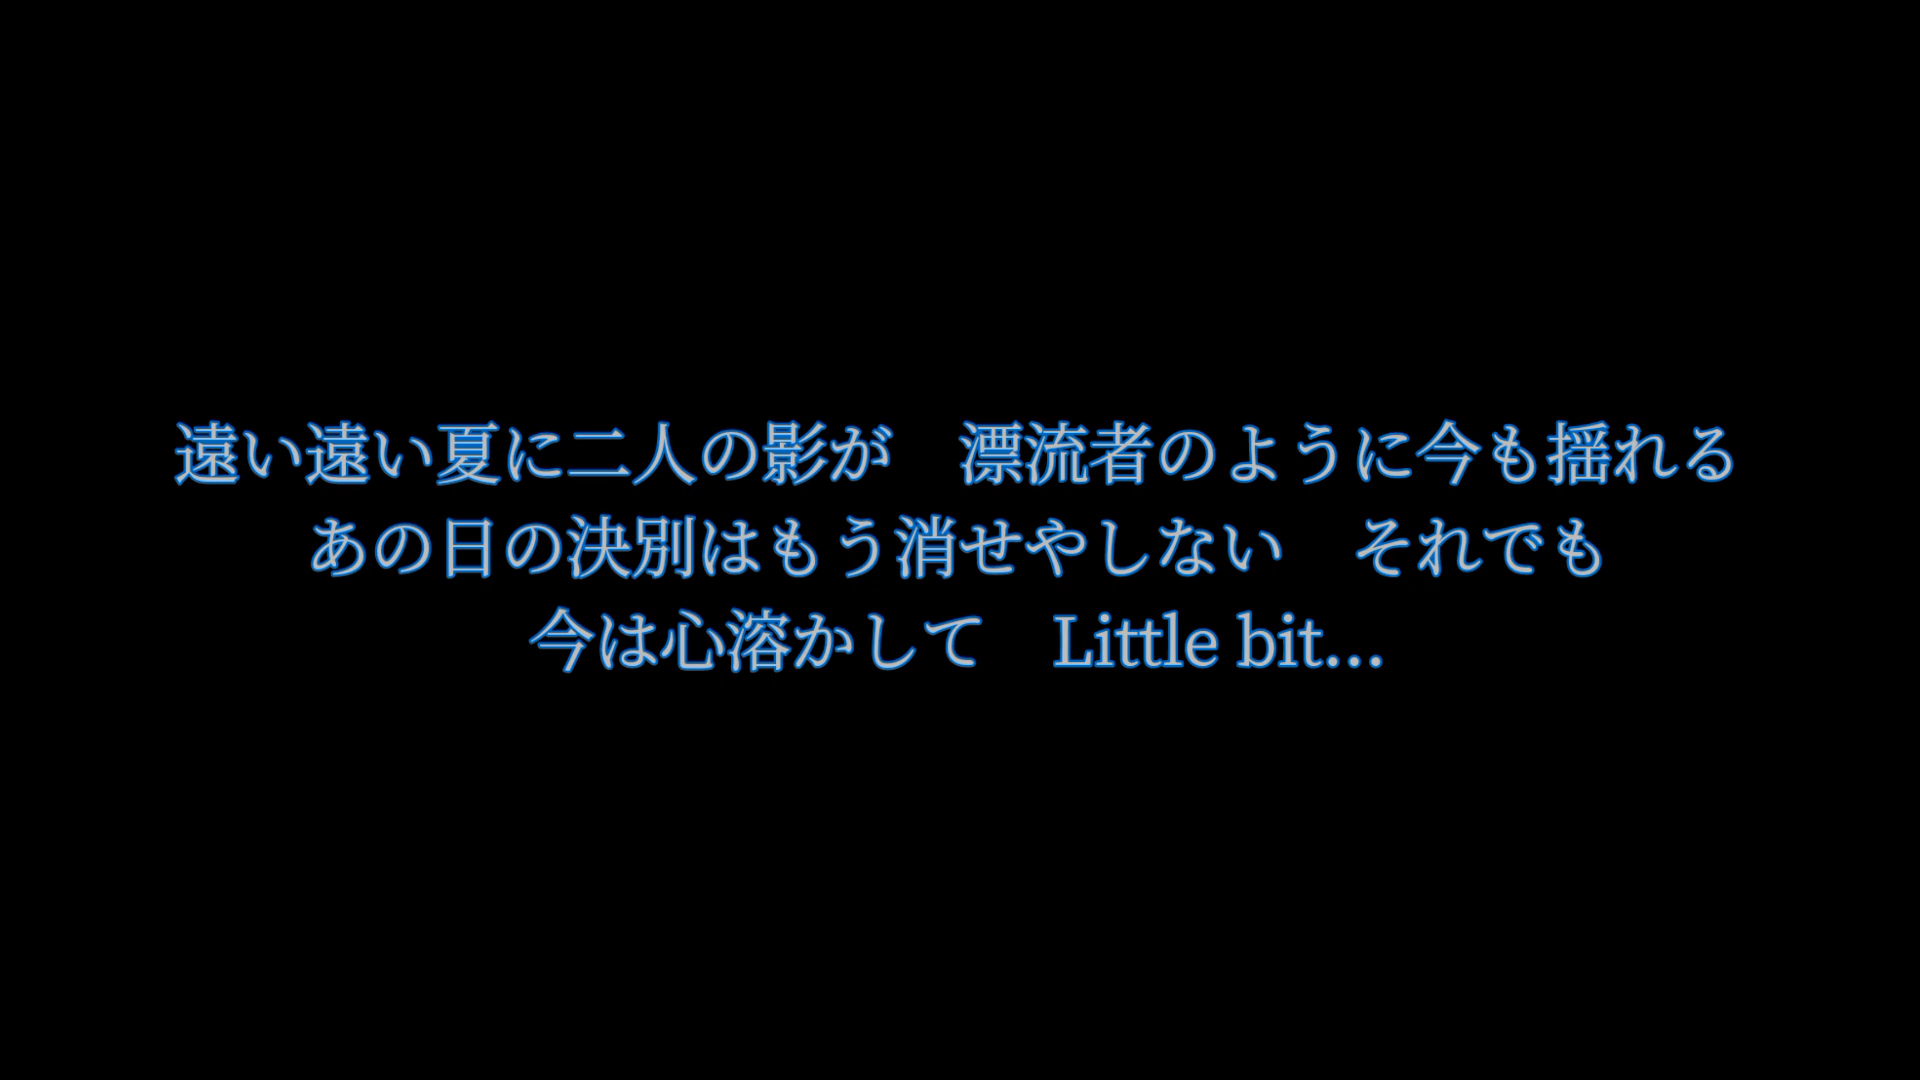 遠い遠い夏に二人の影が　漂流者のように今も揺れる
あの日の決別はもう消せやしない　それでも
今は心溶かして　Little bit...